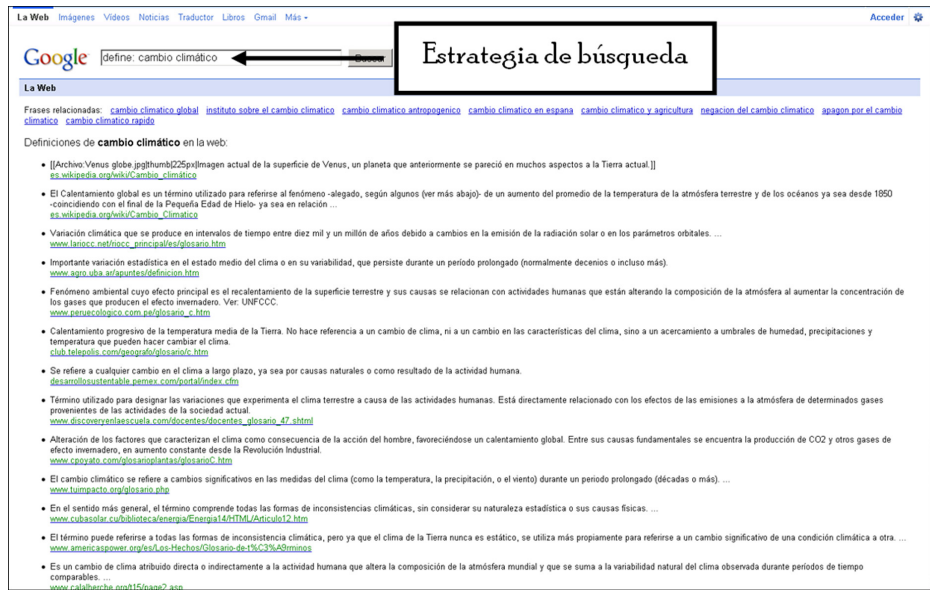 La Web Imágenes Vídeos Noticias Traductor Libros Gmail Más Acceder
Google define: cambio climático Buscar Estrategia de búsqueda
La Web
Frases relacionadas: cambio climatico global instituto sobre el cambio climatico cambio climatico antropogenico cambio climatico en espana cambio climatico y agricultura negacion del cambio climatico apagon por el cambio
climatico cambio climatico rapido
Definiciones de cambio climático en la web:
• [[Archivo:Venus globe.jpg|thumb|225px|Imagen actual de la superficie de Venus, un planeta que anteriormente se pareció en muchos aspectos a la Tierra actual.]]
es.wikipedia.org/wiki/Cambio_climático
• El Calentamiento global es un término utilizado para referirse al fenómeno -alegado, según algunos (ver más abajo)- de un aumento del promedio de la temperatura de la atmósfera terrestre y de los océanos ya sea desde 1850
-coincidiendo con el final de la Pequeña Edad de Hielo- ya sea en relación ...
es.wikipedia.org/wiki/Cambio_Climatico
• Variación climática que se produce en intervalos de tiempo entre diez mil y un millón de años debido a cambios en la emisión de la radiación solar o en los parámetros orbitales. ...
www.lariocc.net/riocc_principal/es/glosario.htm
• Importante variación estadística en el estado medio del clima o en su variabilidad, que persiste durante un período prolongado (normalmente decenios o incluso más).
www.agro.uba.ar/apuntes/definicion.htm
• Fenómeno ambiental cuyo efecto principal es el recalentamiento de la superficie terrestre y sus causas se relacionan con actividades humanas que están alterando la composición de la atmósfera al aumentar la concentración de
los gases que producen el efecto invernadero. Ver: UNFCCC.
www.peruecologico.com.pe/glosario_c.htm
• Calentamiento progresivo de la temperatura media de la Tierra. No hace referencia a un cambio de clima, ni a un cambio en las características del clima, sino a un acercamiento a umbrales de humedad, precipitaciones y
temperatura que pueden hacer cambiar el clima.
club.telepolis.com/geografo/glosario/c.htm
• Se refiere a cualquier cambio en el clima a largo plazo, ya sea por causas naturales o como resultado de la actividad humana.
desarrollosustentable.pemex.com/portal/index.cfm
• Término utilizado para designar las variaciones que experimenta el clima terrestre a causa de las actividades humanas. Está directamente relacionado con los efectos de las emisiones a la atmósfera de determinados gases
provenientes de las actividades de la sociedad actual.
www.discoveryenlaescuela.com/docentes/docentes_glosario_47.shtml
• Alteración de los factores que caracterizan el clima como consecuencia de la acción del hombre, favoreciéndose un calentamiento global. Entre sus causas fundamentales se encuentra la producción de CO2 y otros gases de
efecto invernadero, en aumento constante desde la Revolución Industrial.
www.cpoyato.com/glosarioplantas/glosarioC.htm
• El cambio climático se refiere a cambios significativos en las medidas del clima (como la temperatura, la precipitación, o el viento) durante un periodo prolongado (décadas o más). ...
www.tuimpacto.org/glosario.php
• En el sentido más general, el término comprende todas las formas de inconsistencias climáticas, sin considerar su naturaleza estadística o sus causas físicas. ...
www.cubasolar.cu/biblioteca/energia/Energia14/HTML/Articulo12.htm
• El término puede referirse a todas las formas de inconsistencia climática, pero ya que el clima de la Tierra nunca es estático, se utiliza más propiamente para referirse a un cambio significativo de una condición climática a otra. ...
www.americaspower.org/es/Los-Hechos/Glosario-de-t%C3%A9rminos
• Es un cambio de clima atribuido directa o indirectamente a la actividad humana que altera la composición de la atmósfera mundial y que se suma a la variabilidad natural del clima observada durante períodos de tiempo
comparables. ...
www.calalberche.org/t15/page2.asp